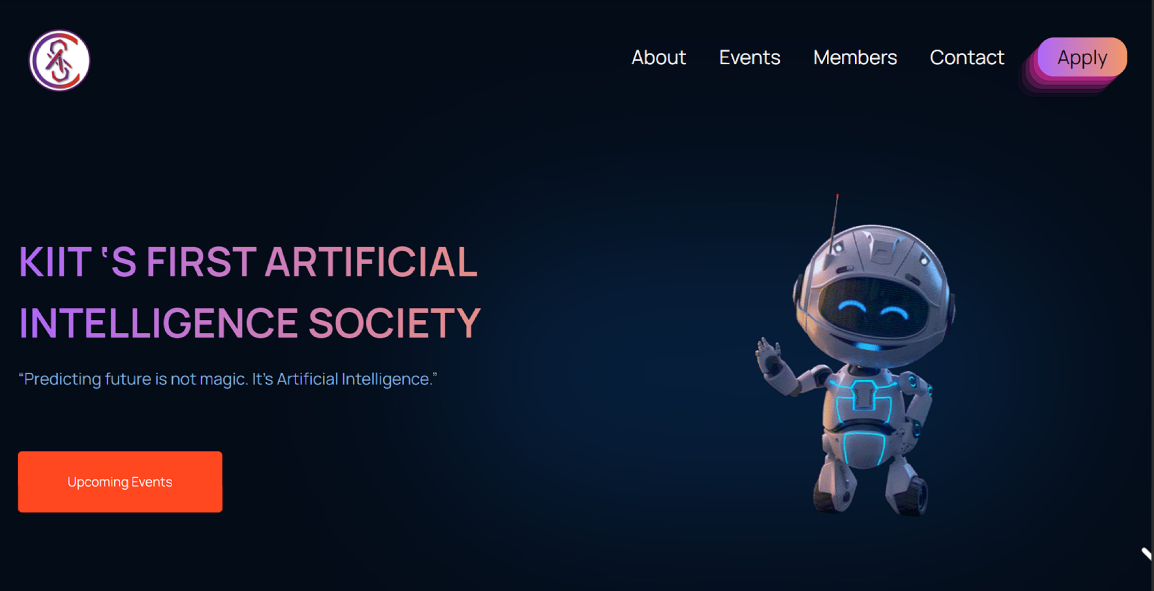 About Events Members Contact Apply
KIIT ‘S FIRST ARTIFICIAL
INTELLIGENCE SOCIETY
“Predicting future is not magic. It’s Artificial Intelligence.”
Upcoming Events